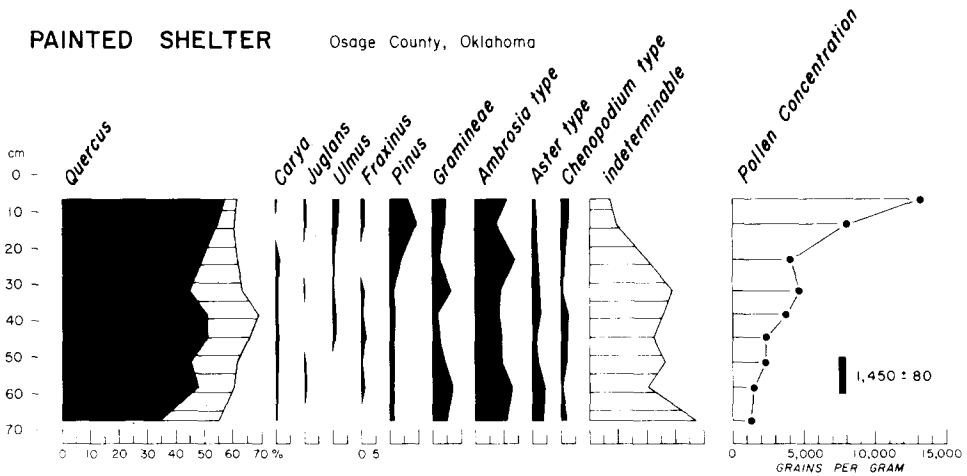 PAINTED SHELTER Osage County, Oklahoma
Quercus
Carya
Juglans
Ulmus
Fraxinus
Pinus
Gramineae
Ambrosia type
Aster type
Chenopodium type
indeterminable
Pollen Concentration
cm
0
10
20
30
40
50
60
70
1,450 ± 80
0 10 20 30 40 50 60 70 %
0 5
0 5,000 10,000 15,000
GRAINS PER GRAM